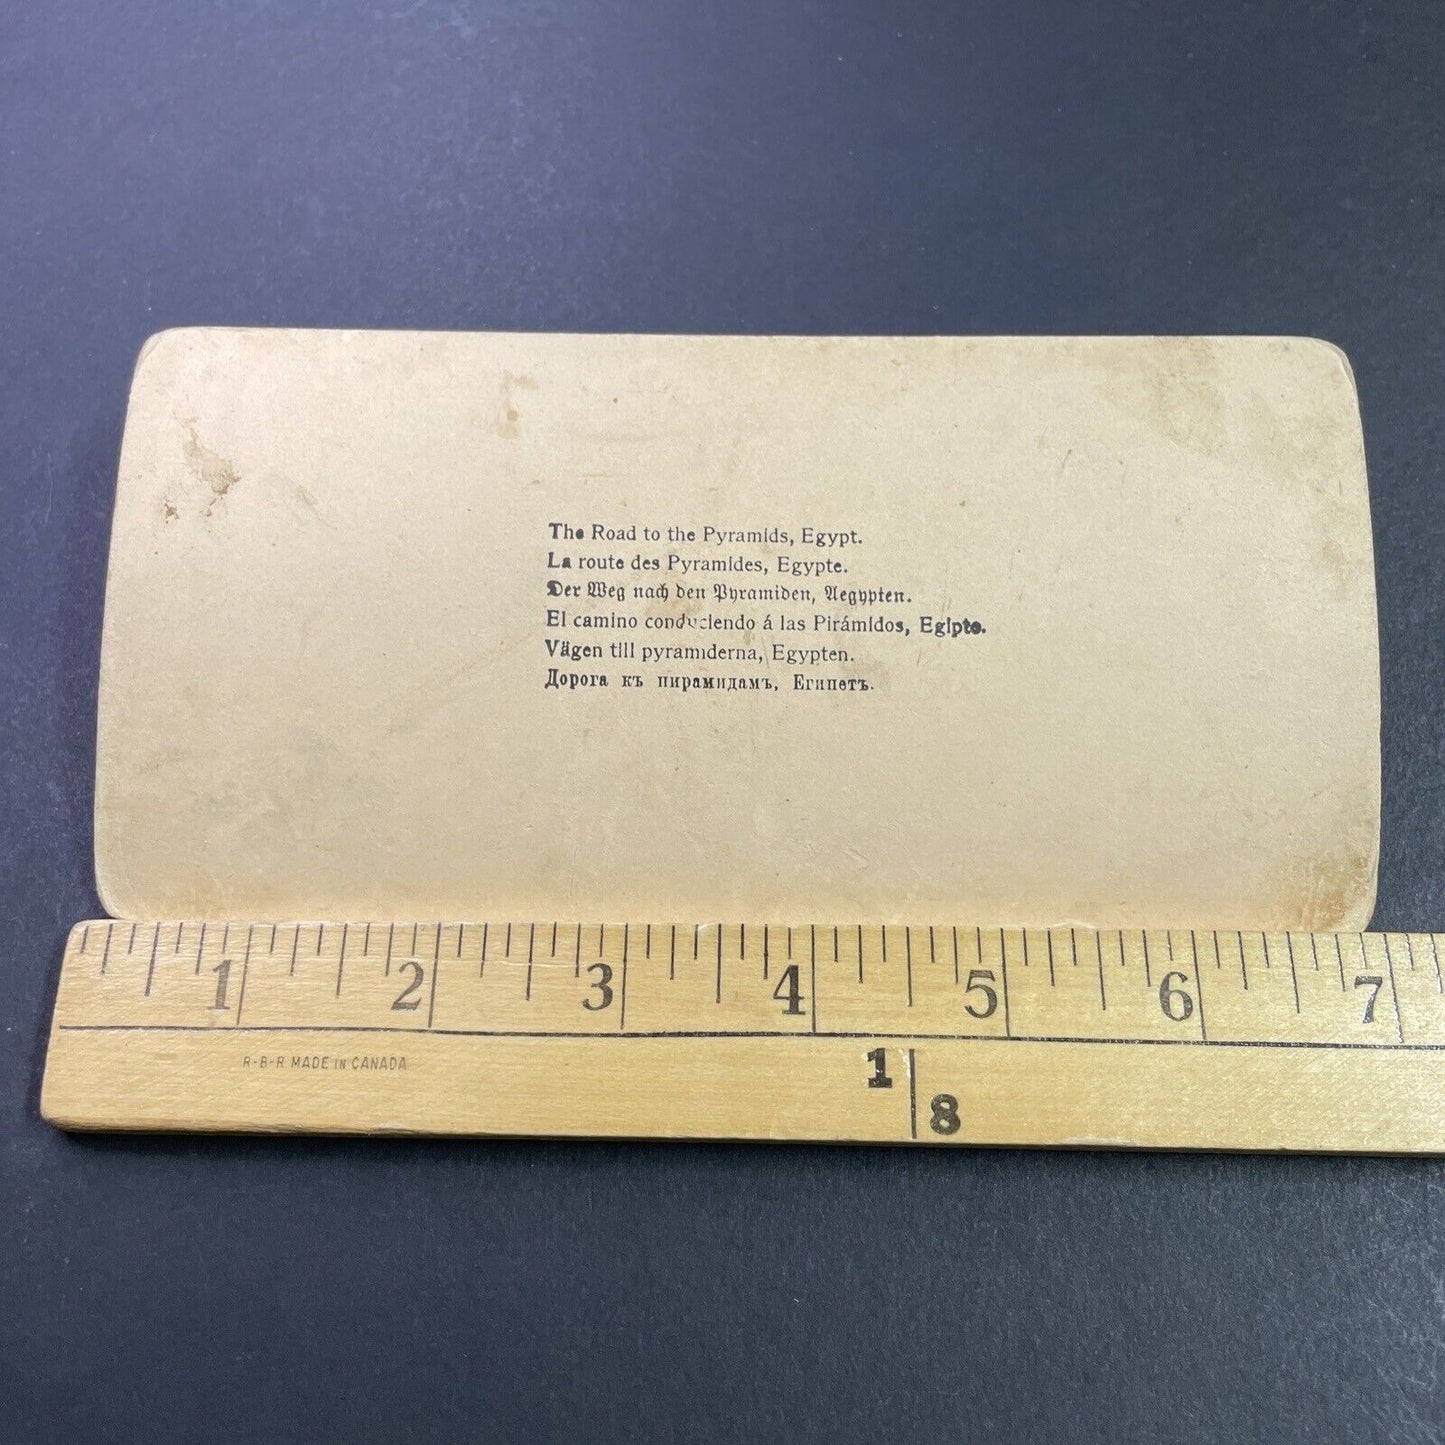 The Road to the Pyramids, Egypt.
La route des Pyramides, Egypte.
Der Weg nach den Pyramiden, Aegypten.
El camino conduciendo á las Pirámidos, Egipto.
Vägen till pyramiderna, Egypten.
Дорога къ пирамидамъ, Египетъ.
1 2 3 4 5 6 7
R-B-R MADE IN CANADA
1
8